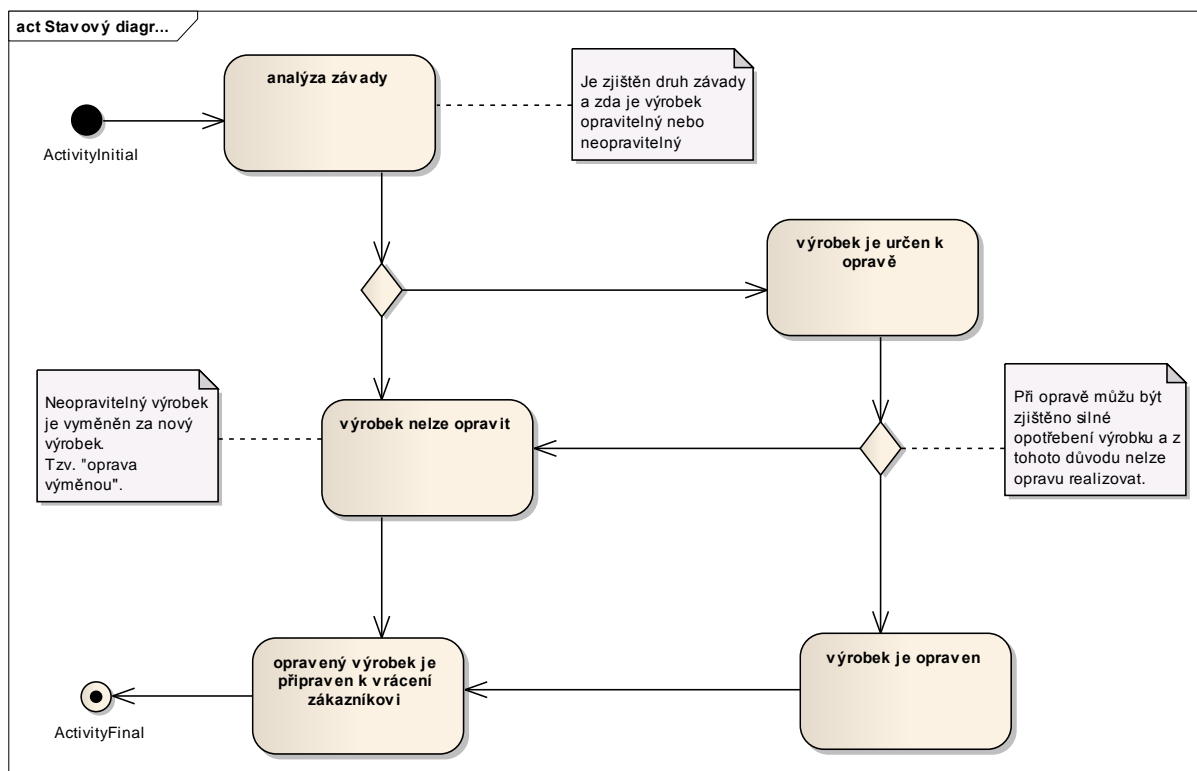 act Stavový diagr...
analýza závady
Je zjištěn druh závady
a zda je výrobek
opravitelný nebo
neopravitelný
ActivityInitial
výrobek je určen k
opravě
Neopravitelný výrobek
je vyměněn za nový
výrobek.
Tzv. "oprava
výměnou".
výrobek nelze opravit
Při opravě můžu být
zjištěno silné
opotřebení výrobku a z
tohoto důvodu nelze
opravu realizovat.
opravený výrobek je
připraven k vrácení
zákazníkovi
výrobek je opraven
ActivityFinal